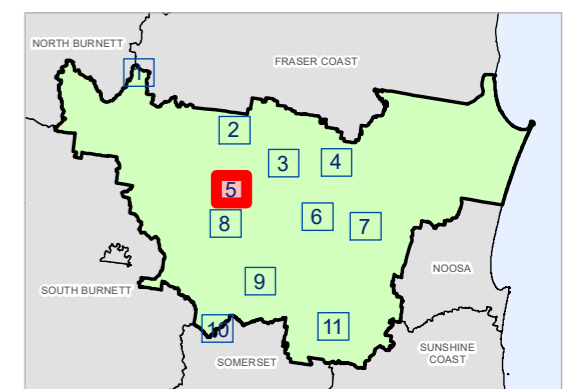 NORTH BURNETT
FRASER COAST
1
2
3
4
5
6
7
8
9
10
11
NOOSA
SOUTH BURNETT
SOMERSET
SUNSHINE
COAST